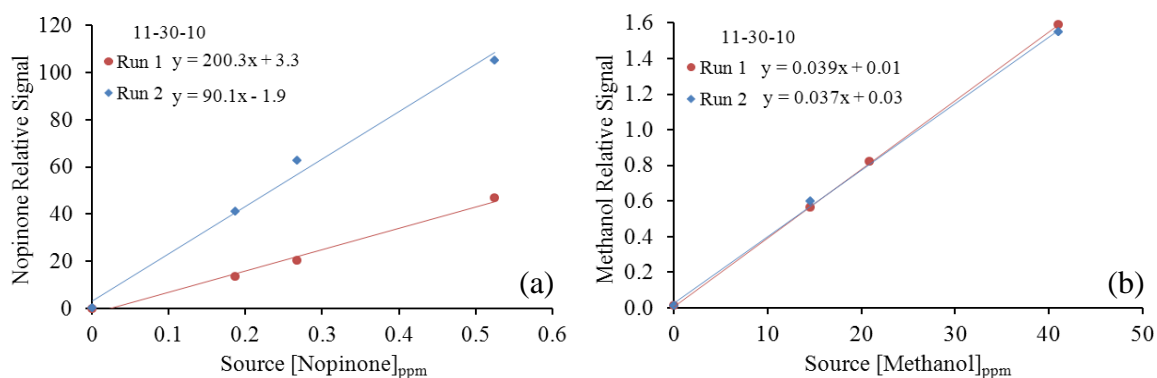 120
100
80
60
40
20
0
Nopinone Relative Signal
11-30-10
Run 1 y = 200.3x + 3.3
Run 2 y = 90.1x - 1.9
(a)
0 0.1 0.2 0.3 0.4 0.5 0.6
Source [Nopinone]ppm
1.6
1.4
1.2
1.0
0.8
0.6
0.4
0.2
0.0
Methanol Relative Signal
11-30-10
Run 1 y = 0.039x + 0.01
Run 2 y = 0.037x + 0.03
(b)
0 10 20 30 40 50
Source [Methanol]ppm